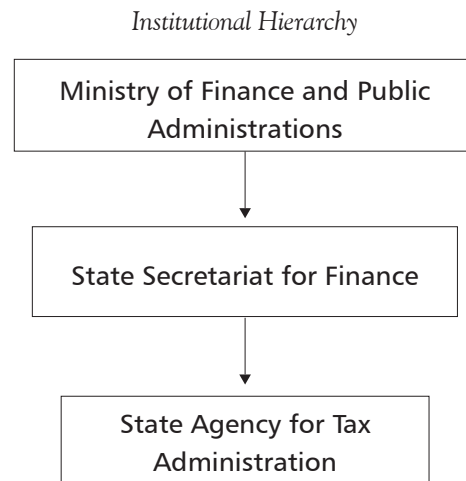 Institutional Hierarchy
Ministry of Finance and Public
Administrations
State Secretariat for Finance
State Agency for Tax
Administration